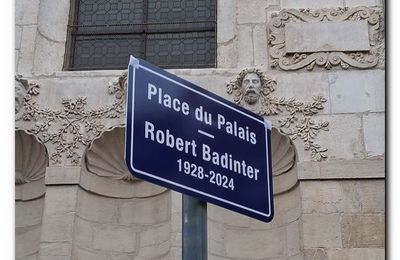 Place du Palais
—
Robert Badinter
1928-2024